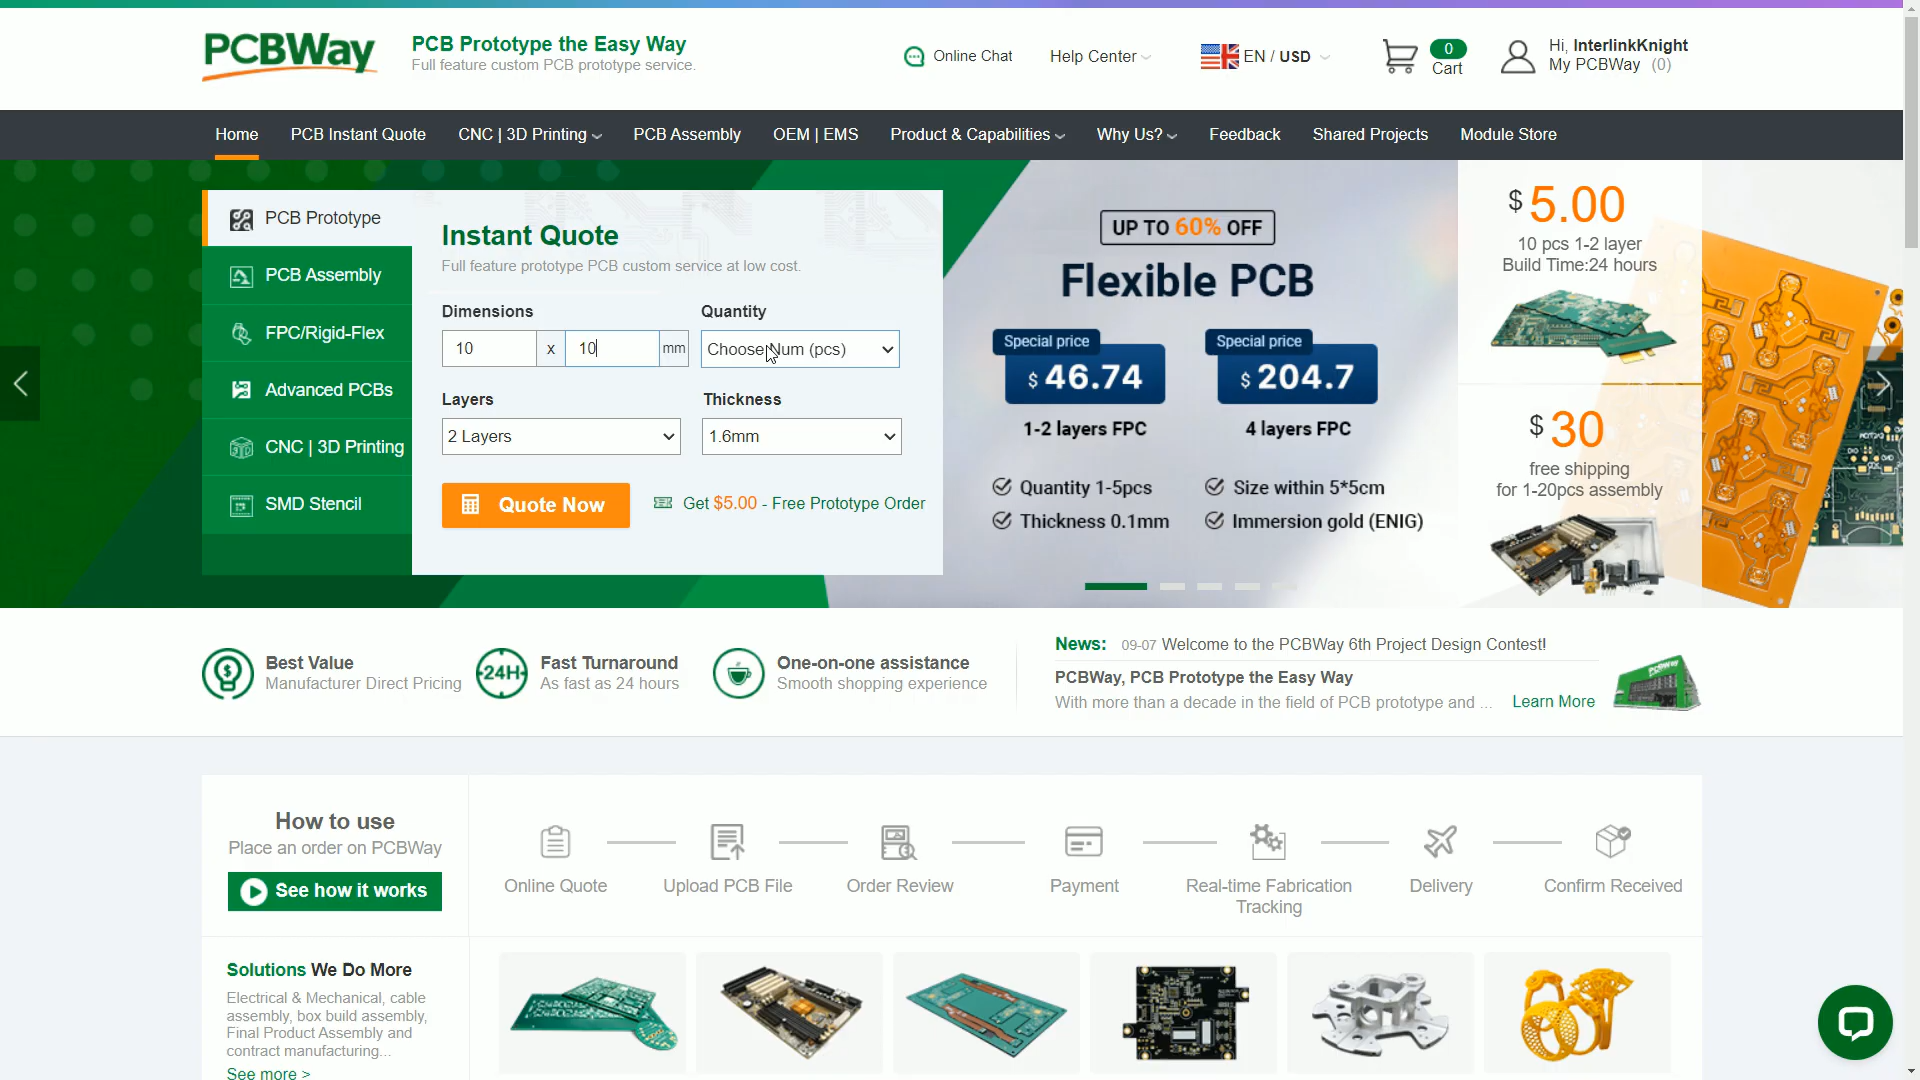 PCBWay
PCB Prototype the Easy Way
Full feature custom PCB prototype service.
Online Chat
Help Center
EN / USD
0
Cart
Hi, InterlinkKnight
My PCBWay (0)
Home
PCB Instant Quote
CNC | 3D Printing
PCB Assembly
OEM | EMS
Product & Capabilities
Why Us?
Feedback
Shared Projects
Module Store
PCB Prototype
PCB Assembly
FPC/Rigid-Flex
Advanced PCBs
CNC | 3D Printing
SMD Stencil
Instant Quote
Full feature prototype PCB custom service at low cost.
Dimensions
Quantity
10 x 10 mm
Choose Num (pcs)
Layers
Thickness
2 Layers
1.6mm
Quote Now
Get $5.00 - Free Prototype Order
UP TO 60% OFF
Flexible PCB
Special price
$ 46.74
1-2 layers FPC
Special price
$ 204.7
4 layers FPC
Quantity 1-5pcs
Size within 5*5cm
Thickness 0.1mm
Immersion gold (ENIG)
$ 5.00
10 pcs 1-2 layer
Build Time:24 hours
$ 30
free shipping
for 1-20pcs assembly
Best Value
Manufacturer Direct Pricing
24H
Fast Turnaround
As fast as 24 hours
One-on-one assistance
Smooth shopping experience
News: 09-07 Welcome to the PCBWay 6th Project Design Contest!
PCBWay, PCB Prototype the Easy Way
With more than a decade in the field of PCB prototype and ... Learn More
PCBWay
How to use
Place an order on PCBWay
See how it works
Online Quote
Upload PCB File
Order Review
Payment
Real-time Fabrication
Tracking
Delivery
Confirm Received
Solutions We Do More
Electrical & Mechanical, cable
assembly, box build assembly,
Final Product Assembly and
contract manufacturing...
See more >